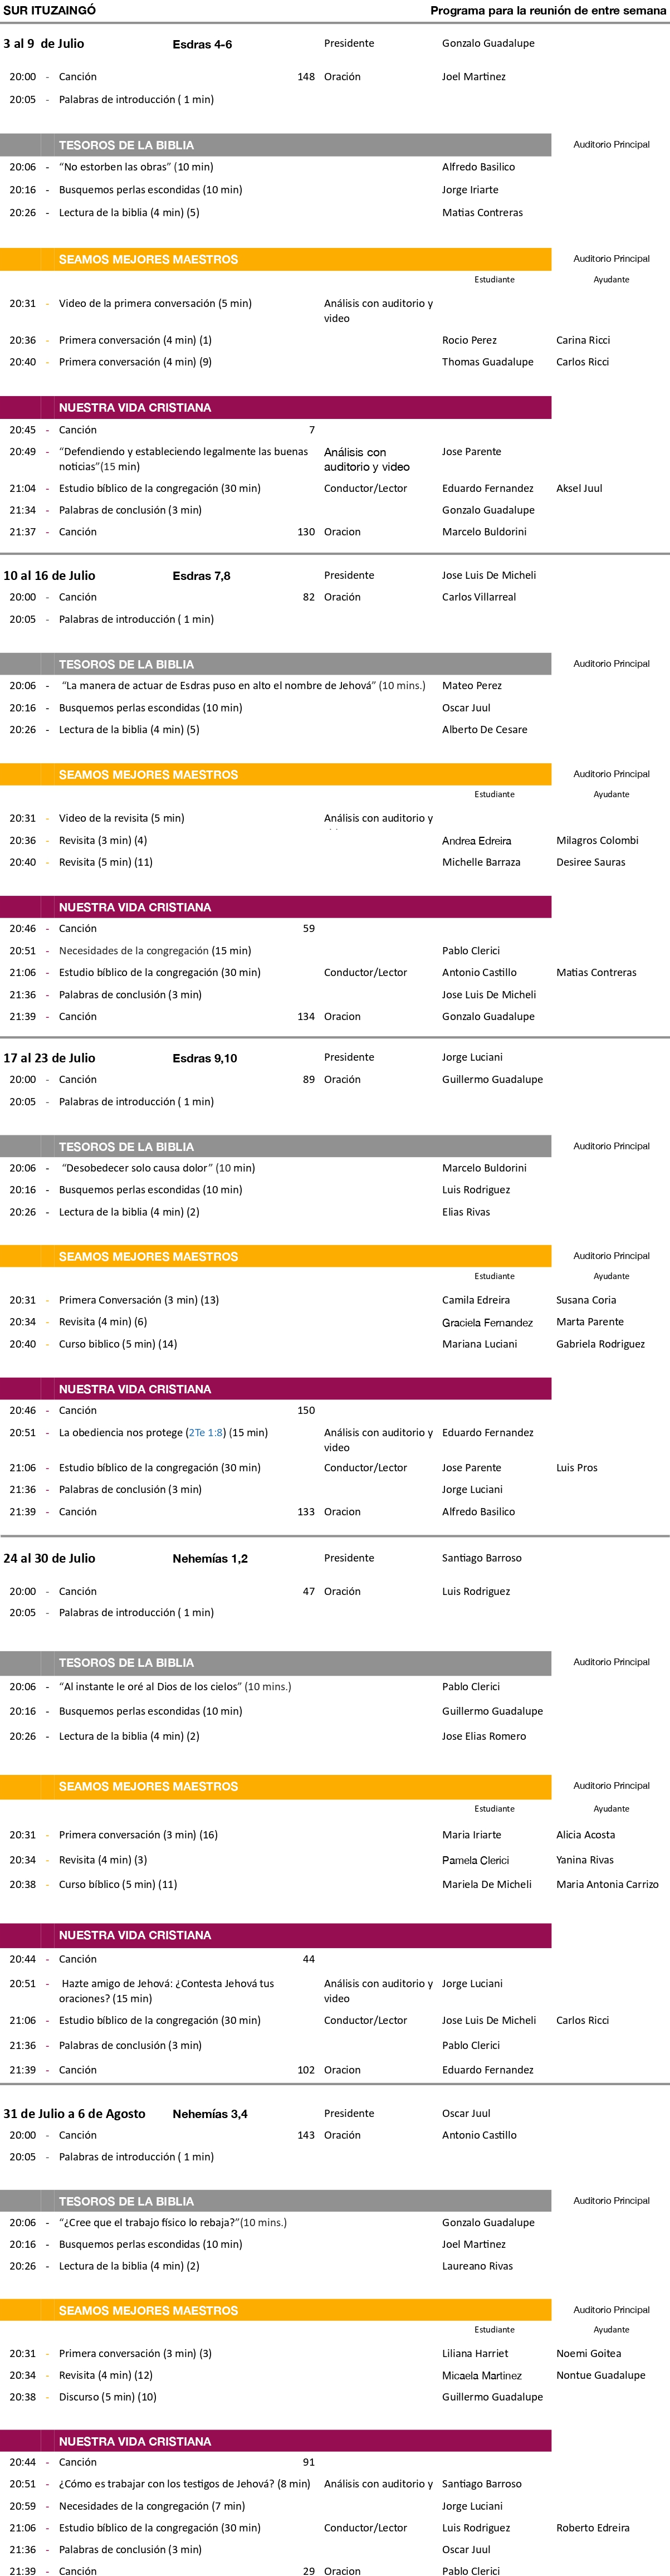 SUR ITUZAINGÓ Programa para la reunión de entre semana
3 al 9 de Julio Esdras 4-6 Presidente Gonzalo Guadalupe
20:00 - Canción 148 Oración Joel Martinez
20:05 - Palabras de introducción ( 1 min)
TESOROS DE LA BIBLIA Auditorio Principal
20:06 - “No estorben las obras” (10 min) Alfredo Basilico
20:16 - Busquemos perlas escondidas (10 min) Jorge Iriarte
20:26 - Lectura de la biblia (4 min) (5) Matias Contreras
SEAMOS MEJORES MAESTROS Auditorio Principal
Estudiante Ayudante
20:31 - Video de la primera conversación (5 min) Análisis con auditorio y
video
20:36 - Primera conversación (4 min) (1) Rocio Perez Carina Ricci
20:40 - Primera conversación (4 min) (9) Thomas Guadalupe Carlos Ricci
NUESTRA VIDA CRISTIANA
20:45 - Canción 7
20:49 - “Defendiendo y estableciendo legalmente las buenas Análisis con Jose Parente
noticias”(15 min) auditorio y video
21:04 - Estudio bíblico de la congregación (30 min) Conductor/Lector Eduardo Fernandez Aksel Juul
21:34 - Palabras de conclusión (3 min) Gonzalo Guadalupe
21:37 - Canción 130 Oracion Marcelo Buldorini
10 al 16 de Julio Esdras 7,8 Presidente Jose Luis De Micheli
20:00 - Canción 82 Oración Carlos Villarreal
20:05 - Palabras de introducción ( 1 min)
TESOROS DE LA BIBLIA Auditorio Principal
20:06 - “La manera de actuar de Esdras puso en alto el nombre de Jehová” (10 mins.) Mateo Perez
20:16 - Busquemos perlas escondidas (10 min) Oscar Juul
20:26 - Lectura de la biblia (4 min) (5) Alberto De Cesare
SEAMOS MEJORES MAESTROS Auditorio Principal
Estudiante Ayudante
20:31 - Video de la revisita (5 min) Análisis con auditorio y
20:36 - Revisita (3 min) (4) Andrea Edreira Milagros Colombi
20:40 - Revisita (5 min) (11) Michelle Barraza Desiree Sauras
NUESTRA VIDA CRISTIANA
20:46 - Canción 59
20:51 - Necesidades de la congregación (15 min) Pablo Clerici
21:06 - Estudio bíblico de la congregación (30 min) Conductor/Lector Antonio Castillo Matias Contreras
21:36 - Palabras de conclusión (3 min) Jose Luis De Micheli
21:39 - Canción 134 Oracion Gonzalo Guadalupe
17 al 23 de Julio Esdras 9,10 Presidente Jorge Luciani
20:00 - Canción 89 Oración Guillermo Guadalupe
20:05 - Palabras de introducción ( 1 min)
TESOROS DE LA BIBLIA Auditorio Principal
20:06 - “Desobedecer solo causa dolor” (10 min) Marcelo Buldorini
20:16 - Busquemos perlas escondidas (10 min) Luis Rodriguez
20:26 - Lectura de la biblia (4 min) (2) Elias Rivas
SEAMOS MEJORES MAESTROS Auditorio Principal
Estudiante Ayudante
20:31 - Primera Conversación (3 min) (13) Camila Edreira Susana Coria
20:34 - Revisita (4 min) (6) Graciela Fernandez Marta Parente
20:40 - Curso biblico (5 min) (14) Mariana Luciani Gabriela Rodriguez
NUESTRA VIDA CRISTIANA
20:46 - Canción 150
20:51 - La obediencia nos protege (2Te 1:8) (15 min) Análisis con auditorio y Eduardo Fernandez
video
21:06 - Estudio bíblico de la congregación (30 min) Conductor/Lector Jose Parente Luis Pros
21:36 - Palabras de conclusión (3 min) Jorge Luciani
21:39 - Canción 133 Oracion Alfredo Basilico
24 al 30 de Julio Nehemías 1,2 Presidente Santiago Barroso
20:00 - Canción 47 Oración Luis Rodriguez
20:05 - Palabras de introducción ( 1 min)
TESOROS DE LA BIBLIA Auditorio Principal
20:06 - “Al instante le oré al Dios de los cielos” (10 mins.) Pablo Clerici
20:16 - Busquemos perlas escondidas (10 min) Guillermo Guadalupe
20:26 - Lectura de la biblia (4 min) (2) Jose Elias Romero
SEAMOS MEJORES MAESTROS Auditorio Principal
Estudiante Ayudante
20:31 - Primera conversación (3 min) (16) Maria Iriarte Alicia Acosta
20:34 - Revisita (4 min) (3) Pamela Clerici Yanina Rivas
20:38 - Curso bíblico (5 min) (11) Mariela De Micheli Maria Antonia Carrizo
NUESTRA VIDA CRISTIANA
20:44 - Canción 44
20:51 - Hazte amigo de Jehová: ¿Contesta Jehová tus Análisis con auditorio y Jorge Luciani
oraciones? (15 min) video
21:06 - Estudio bíblico de la congregación (30 min) Conductor/Lector Jose Luis De Micheli Carlos Ricci
21:36 - Palabras de conclusión (3 min) Pablo Clerici
21:39 - Canción 102 Oracion Eduardo Fernandez
31 de Julio a 6 de Agosto Nehemías 3,4 Presidente Oscar Juul
20:00 - Canción 143 Oración Antonio Castillo
20:05 - Palabras de introducción ( 1 min)
TESOROS DE LA BIBLIA Auditorio Principal
20:06 - “¿Cree que el trabajo físico lo rebaja?”(10 mins.) Gonzalo Guadalupe
20:16 - Busquemos perlas escondidas (10 min) Joel Martinez
20:26 - Lectura de la biblia (4 min) (2) Laureano Rivas
SEAMOS MEJORES MAESTROS Auditorio Principal
Estudiante Ayudante
20:31 - Primera conversación (3 min) (3) Liliana Harriet Noemi Goitea
20:34 - Revisita (4 min) (12) Micaela Martinez Nontue Guadalupe
20:38 - Discurso (5 min) (10) Guillermo Guadalupe
NUESTRA VIDA CRISTIANA
20:44 - Canción 91
20:51 - ¿Cómo es trabajar con los testigos de Jehová? (8 min) Análisis con auditorio y Santiago Barroso
20:59 - Necesidades de la congregación (7 min) Jorge Luciani
21:06 - Estudio bíblico de la congregación (30 min) Conductor/Lector Luis Rodriguez Roberto Edreira
21:36 - Palabras de conclusión (3 min) Oscar Juul
21:39 - Canción 29 Oracion Pablo Clerici